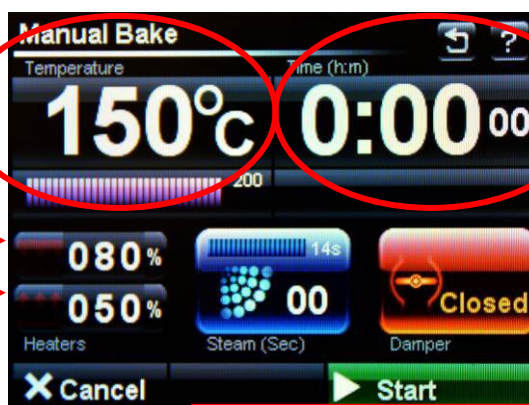 Manual Bake
?
Temperature
Time (h:m)
150°C
0:00 00
200
080%
14s
050%
00
Closed
Heaters
Steam (Sec)
Damper
Cancel
Start